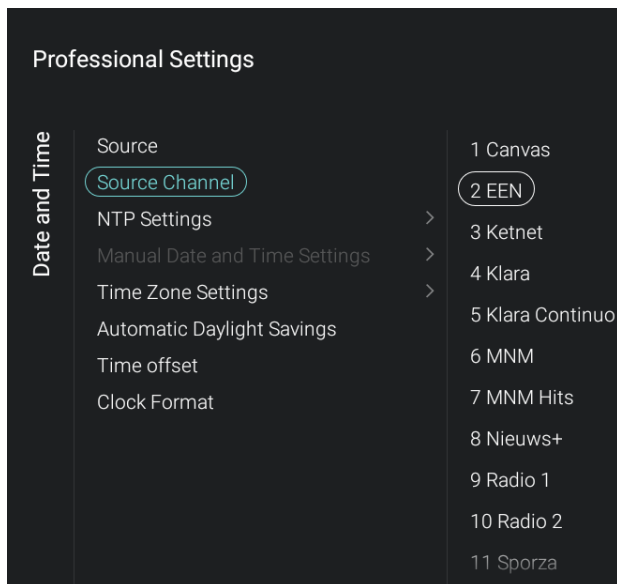 Professional Settings
Date and Time
Source
Source Channel
NTP Settings
Manual Date and Time Settings
Time Zone Settings
Automatic Daylight Savings
Time offset
Clock Format
1 Canvas
2 EEN
3 Ketnet
4 Klara
5 Klara Continuo
6 MNM
7 MNM Hits
8 Nieuws+
9 Radio 1
10 Radio 2
11 Sporza